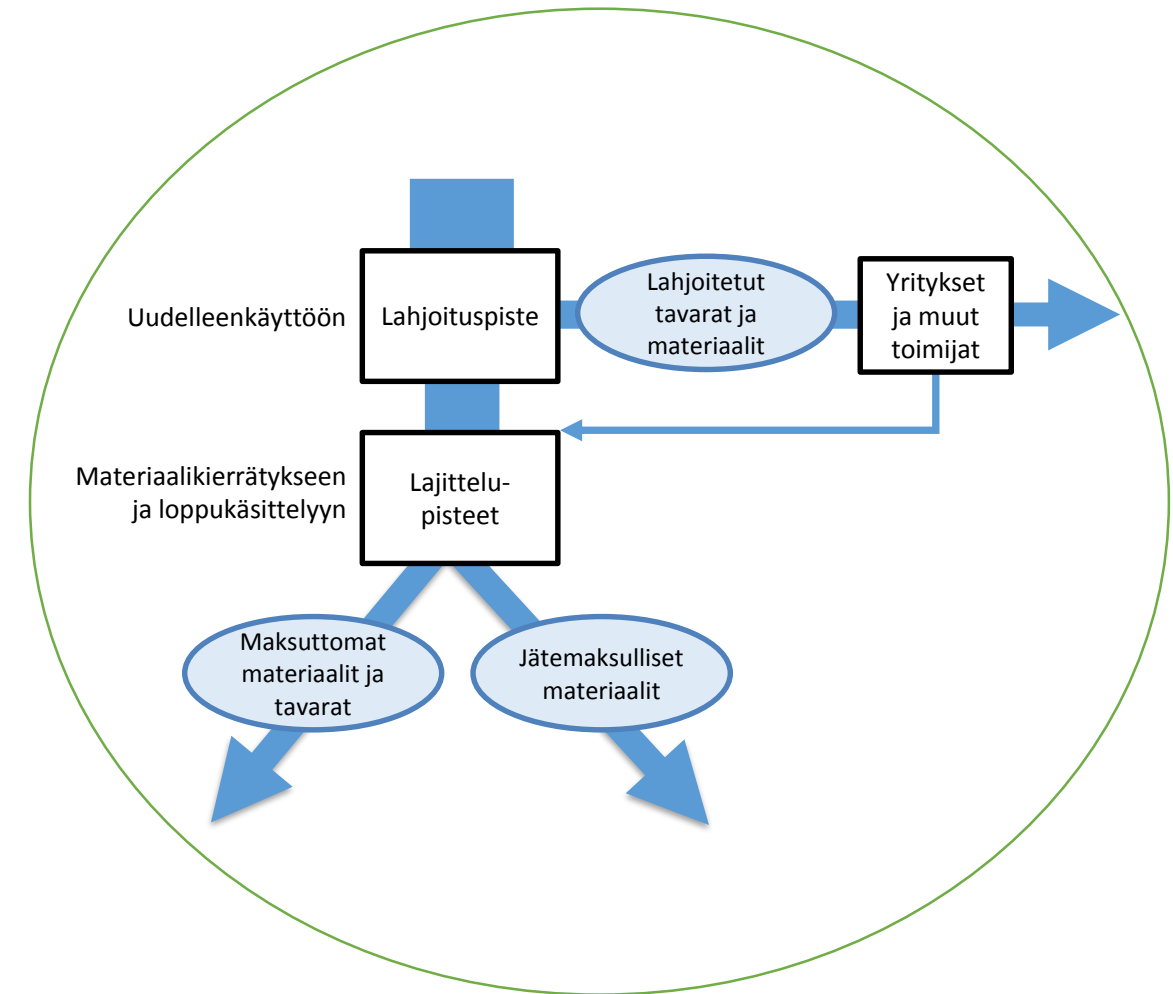 Uudelleenkäyttöön
Lahjoituspiste
Lahjoitetut
tavarat ja
materiaalit
Yritykset
ja muut
toimijat
Materiaalikierrätykseen
ja loppukäsittelyyn
Lajittelu-
pisteet
Maksuttomat
materiaalit ja
tavarat
Jätemaksulliset
materiaalit